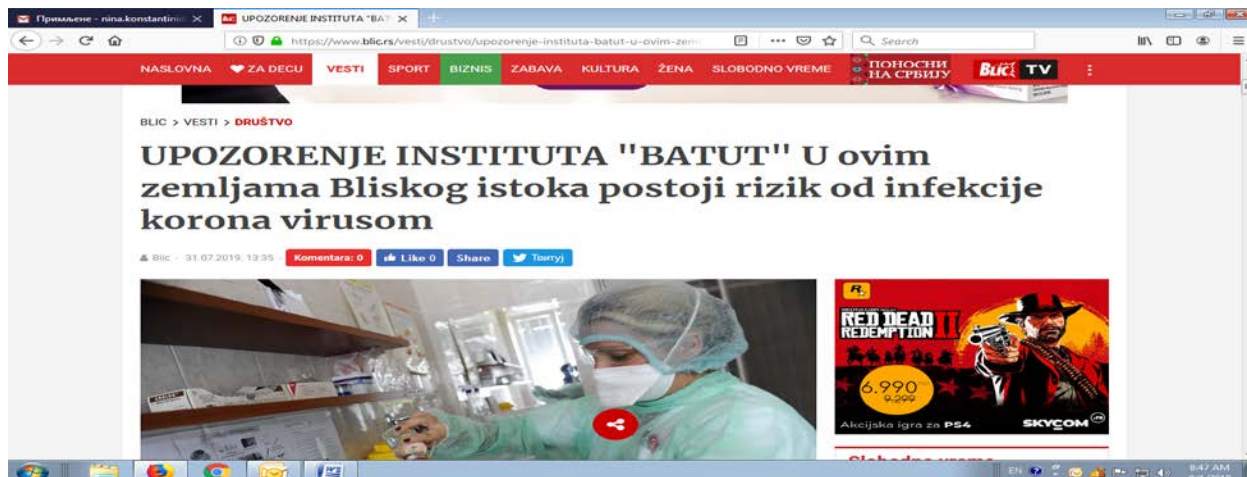 Примљене - nina.konstantini
UPOZORENJE INSTITUTA "BAT
https://www.blic.rs/vesti/drustvo/upozorenje-instituta-batut-u-ovim-zem
Search
NASLOVNA ZA DECU VESTI SPORT BIZNIS ZABAVA KULTURA ŽENA SLOBODNO VREME ПОНОСНИ НА СРБИЈУ Blic TV
BLIC > VESTI > DRUŠTVO
UPOZORENJE INSTITUTA "BATUT" U ovim
zemljama Bliskog istoka postoji rizik od infekcije
korona virusom
Blic - 31.07.2019. 13:35 Komentara: 0 Like 0 Share Твитуј
R
RED DEAD
REDEMPTION II
6.990
9.299
Akcijska igra za PS4 SKYCOM
Slobodno vreme
EN 8:47 AM